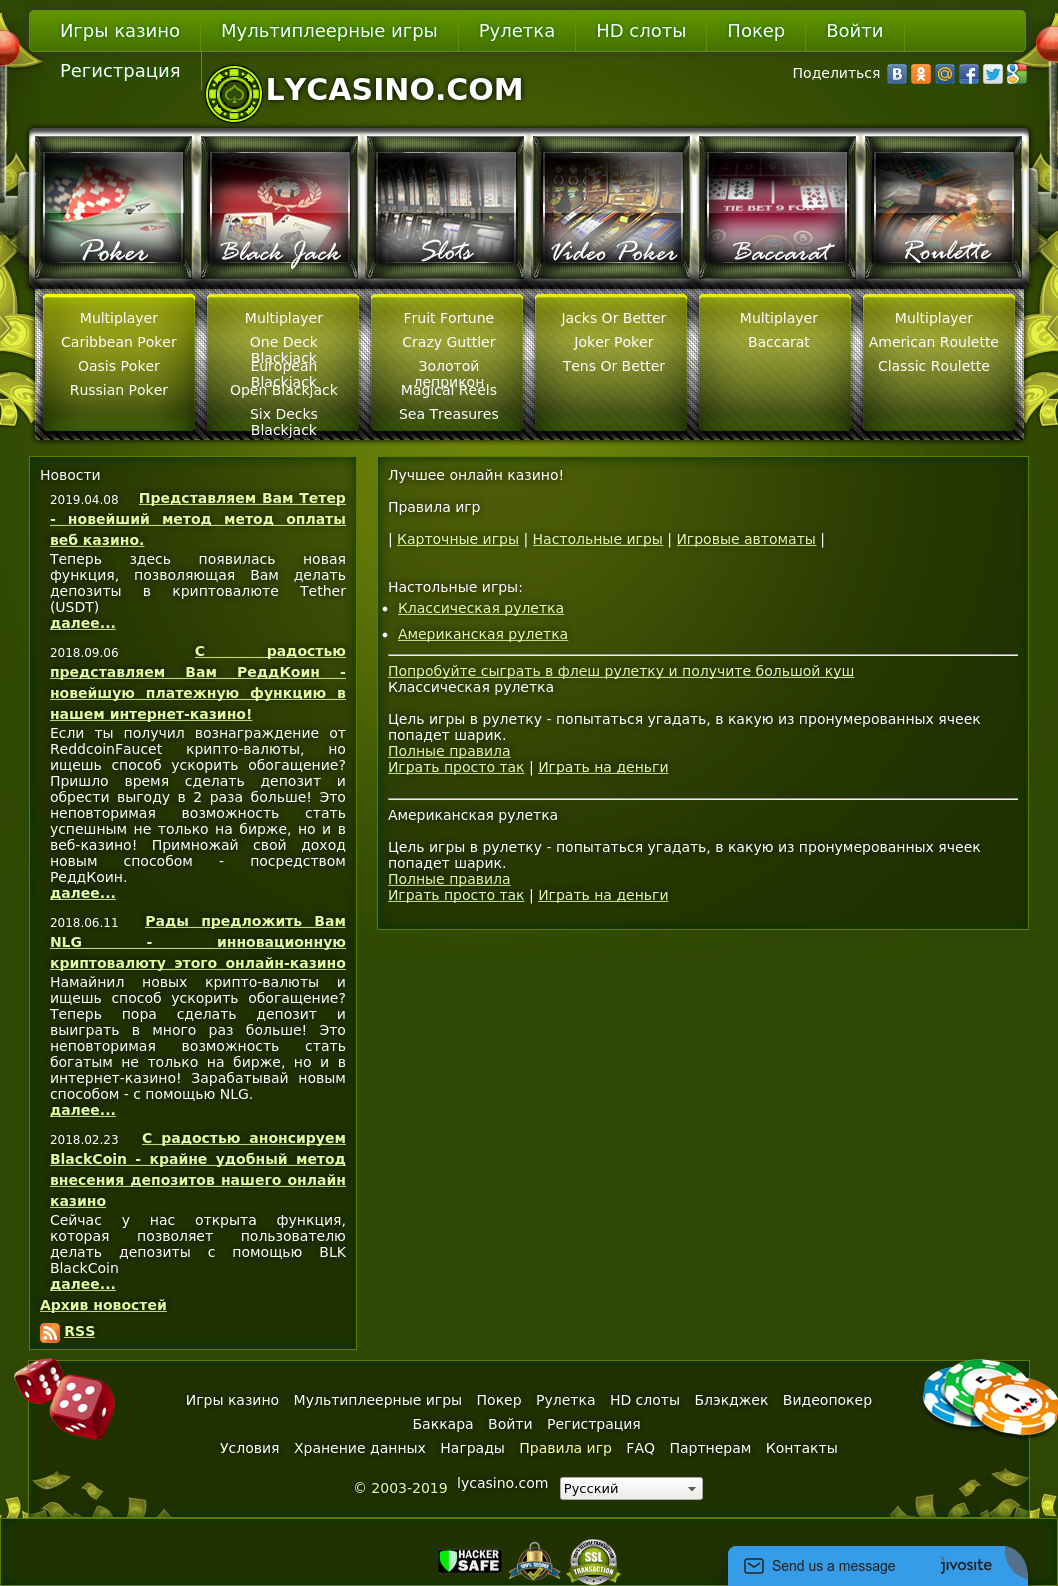 Игры казино
Мультиплеерные игры
Рулетка
HD слоты
Покер
Войти
Регистрация
LYCASINO.COM
Поделиться
Poker
Black Jack
Slots
Video Poker
Baccarat
Roulette
Multiplayer
Caribbean Poker
Oasis Poker
Russian Poker
Multiplayer
One Deck
Blackjack
European
Blackjack
Open Blackjack
Six Decks
Blackjack
Fruit Fortune
Crazy Guttler
Золотой
леприкон
Magical Reels
Sea Treasures
Jacks Or Better
Joker Poker
Tens Or Better
Multiplayer
Baccarat
Multiplayer
American Roulette
Classic Roulette
Новости
2019.04.08 Представляем Вам Тетер
- новейший метод метод оплаты
веб казино.
Теперь здесь появилась новая
функция, позволяющая Вам делать
депозиты в криптовалюте Tether
(USDT)
далее...
2018.09.06 С радостью
представляем Вам РеддКоин -
новейшую платежную функцию в
нашем интернет-казино!
Если ты получил вознаграждение от
ReddcoinFaucet крипто-валюты, но
ищешь способ ускорить обогащение?
Пришло время сделать депозит и
обрести выгоду в 2 раза больше! Это
неповторимая возможность стать
успешным не только на бирже, но и в
веб-казино! Примножай свой доход
новым способом - посредством
РеддКоин.
далее...
2018.06.11 Рады предложить Вам
NLG - инновационную
криптовалюту этого онлайн-казино
Намайнил новых крипто-валюты и
ищешь способ ускорить обогащение?
Теперь пора сделать депозит и
выиграть в много раз больше! Это
неповторимая возможность стать
богатым не только на бирже, но и в
интернет-казино! Зарабатывай новым
способом - с помощью NLG.
далее...
2018.02.23 С радостью анонсируем
BlackCoin - крайне удобный метод
внесения депозитов нашего онлайн
казино
Сейчас у нас открыта функция,
которая позволяет пользователю
делать депозиты с помощью BLK
BlackCoin
далее...
Архив новостей
RSS
Лучшее онлайн казино!
Правила игр
| Карточные игры | Настольные игры | Игровые автоматы |
Настольные игры:
• Классическая рулетка
• Американская рулетка
Попробуйте сыграть в флеш рулетку и получите большой куш
Классическая рулетка
Цель игры в рулетку - попытаться угадать, в какую из пронумерованных ячеек
попадет шарик.
Полные правила
Играть просто так | Играть на деньги
Американская рулетка
Цель игры в рулетку - попытаться угадать, в какую из пронумерованных ячеек
попадет шарик.
Полные правила
Играть просто так | Играть на деньги
Игры казино Мультиплеерные игры Покер Рулетка HD слоты Блэкджек Видеопокер
Баккара Войти Регистрация
Условия Хранение данных Награды Правила игр FAQ Партнерам Контакты
© 2003-2019 lycasino.com Русский
HACKER
SAFE
100% SECURE
SSL
TRANSACTION
Send us a message
jivosite